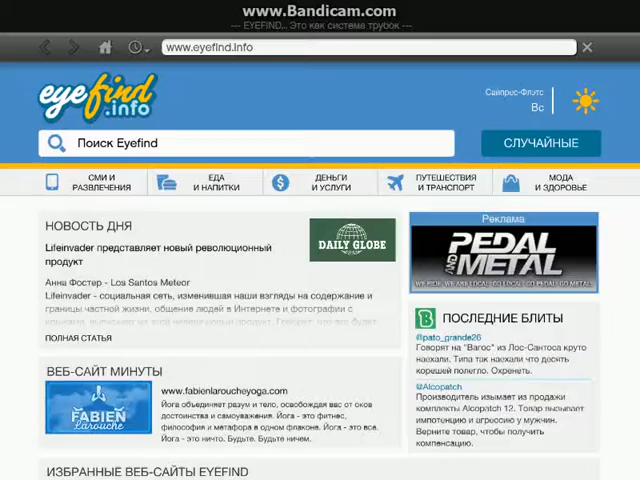 www.Bandicam.com
--- EYEFIND... Это как система трубок ---
www.eyefind.info
eyefind
.info
Сайпрес-Флэтс
Вс
Поиск Eyefind
СЛУЧАЙНЫЕ
СМИ И
РАЗВЛЕЧЕНИЯ
ЕДА
И НАПИТКИ
ДЕНЬГИ
И УСЛУГИ
ПУТЕШЕСТВИЯ
И ТРАНСПОРТ
МОДА
И ЗДОРОВЬЕ
НОВОСТЬ ДНЯ
Lifeinvader представляет новый революционный
продукт
DAILY GLOBE
Анна Фостер - Los Santos Meteor
Lifeinvader - социальная сеть, изменившая наши взгляды на содержание и
границы частной жизни, общение людей в Интернете и фотографии с
ПОЛНАЯ СТАТЬЯ
ВЕБ-САЙТ МИНУТЫ
FABIEN
Larouche
www.fabienlaroucheyoga.com
Йога объединяет разум и тело, освобождая вас от оков
достоинства и самоуважения. Йога - это фитнес,
философия и метафора в одном флаконе. Йога - это все.
Йога - это ничто. Будьте. Будьте ничем.
ИЗБРАННЫЕ ВЕБ-САЙТЫ EYEFIND
Реклама
PEDAL
AND
METAL
B
ПОСЛЕДНИЕ БЛИТЫ
@lpato_grande26
Говорят на "Вагос" из Лос-Сантоса круто
наехали. Типа так наехали что десять
корешей полегло. Охренеть.
@Alcopatch
Производитель изымает из продажи
комплекты Alcopatch 12. Товар вызывает
импотенцию и агрессию у мужчин.
Верните товар, чтобы получить
компенсацию.